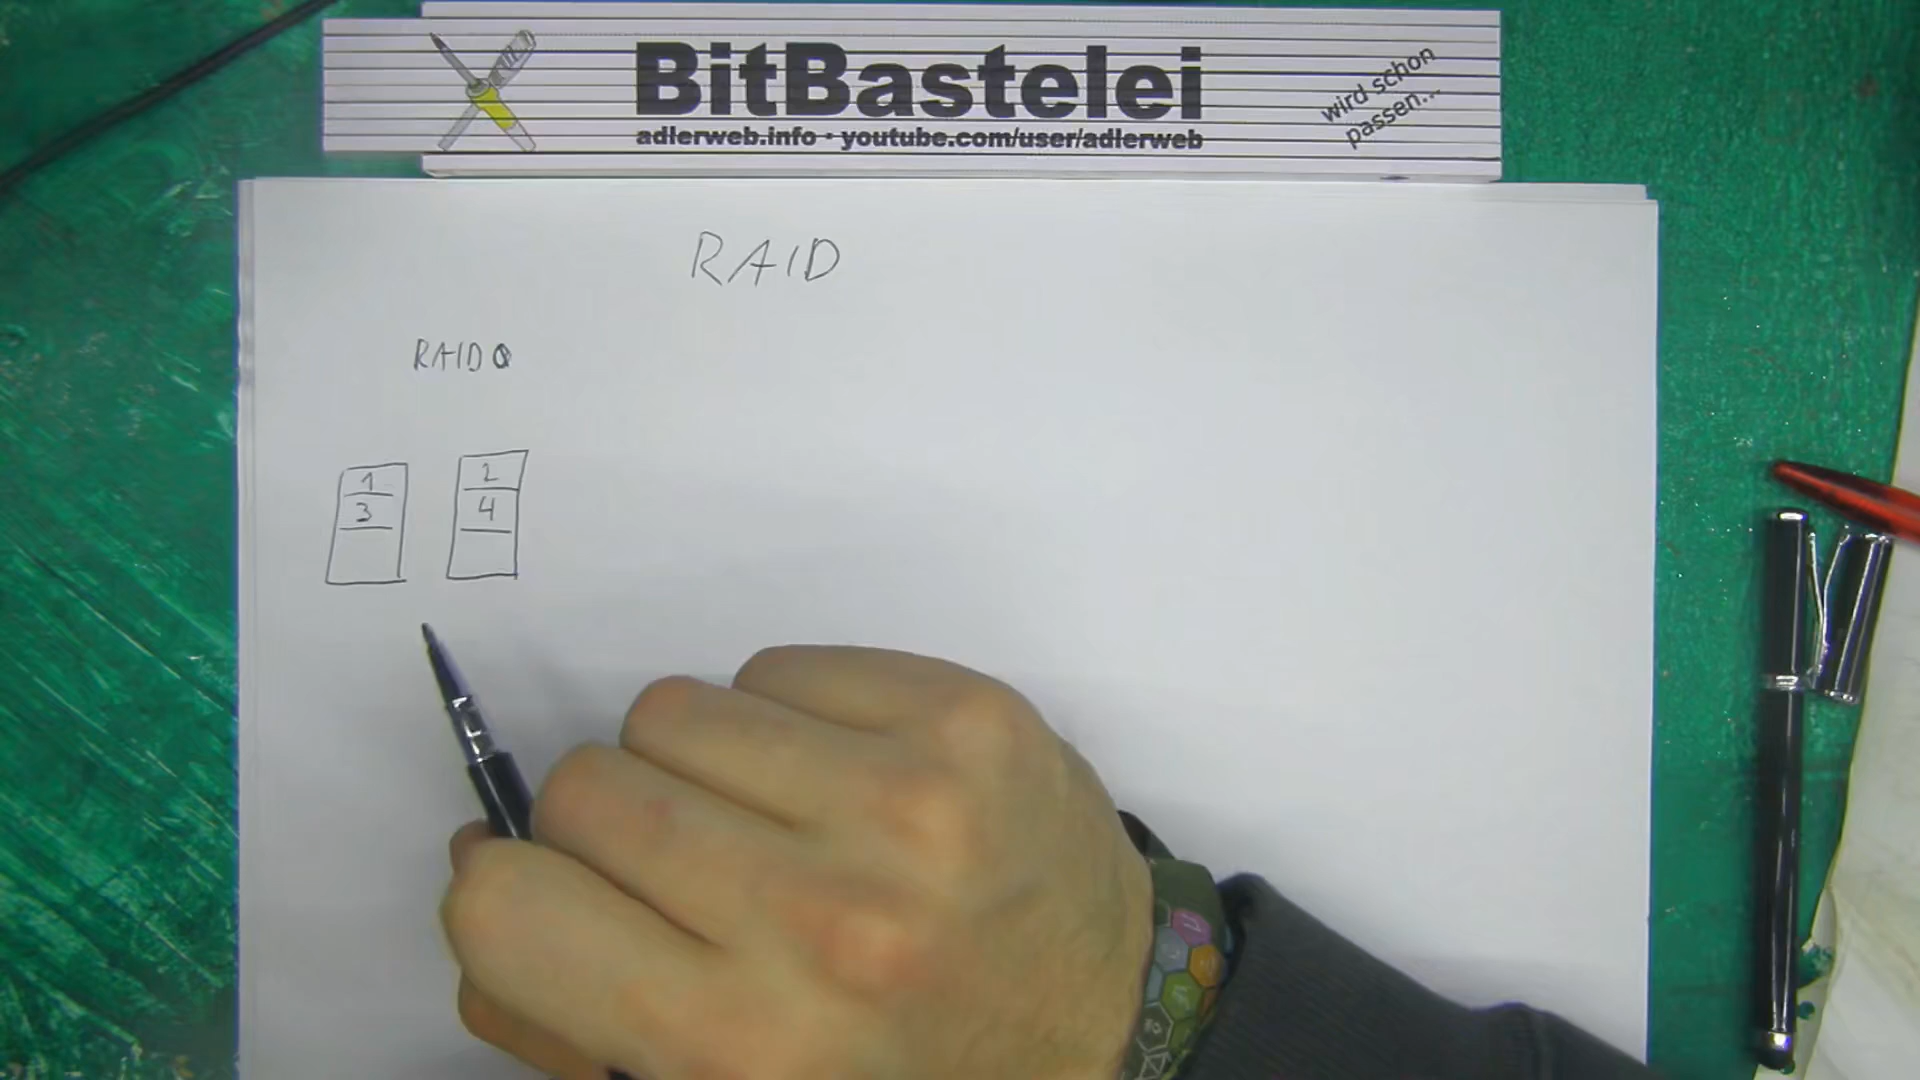 BitBastelei
adlerweb.info · youtube.com/user/adlerweb
wird schon
passen...
RAID
RAID 0
1 2
3 4